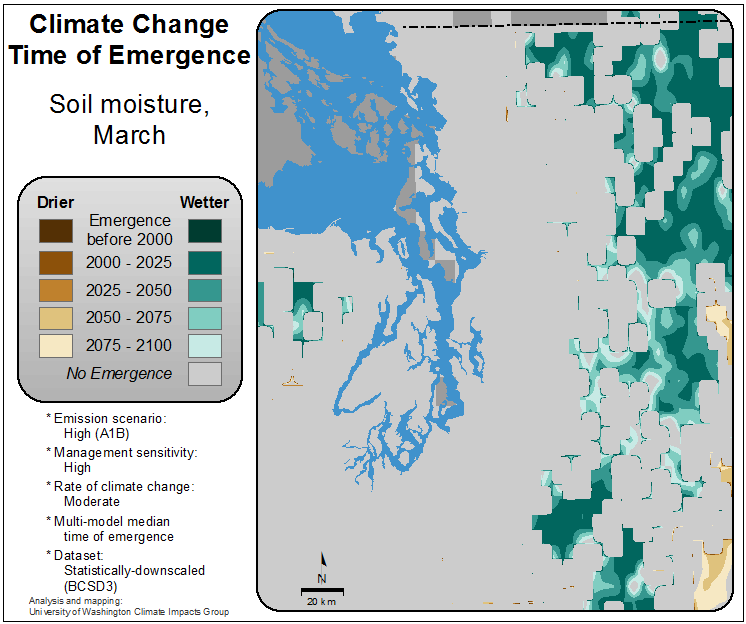 Climate Change
Time of Emergence
Soil moisture,
March
Drier Wetter
Emergence
before 2000
2000 - 2025
2025 - 2050
2050 - 2075
2075 - 2100
No Emergence
* Emission scenario:
High (A1B)
* Management sensitivity:
High
* Rate of climate change:
Moderate
* Multi-model median
time of emergence
* Dataset:
Statistically-downscaled
(BCSD3)
Analysis and mapping:
University of Washington Climate Impacts Group
N
20 km